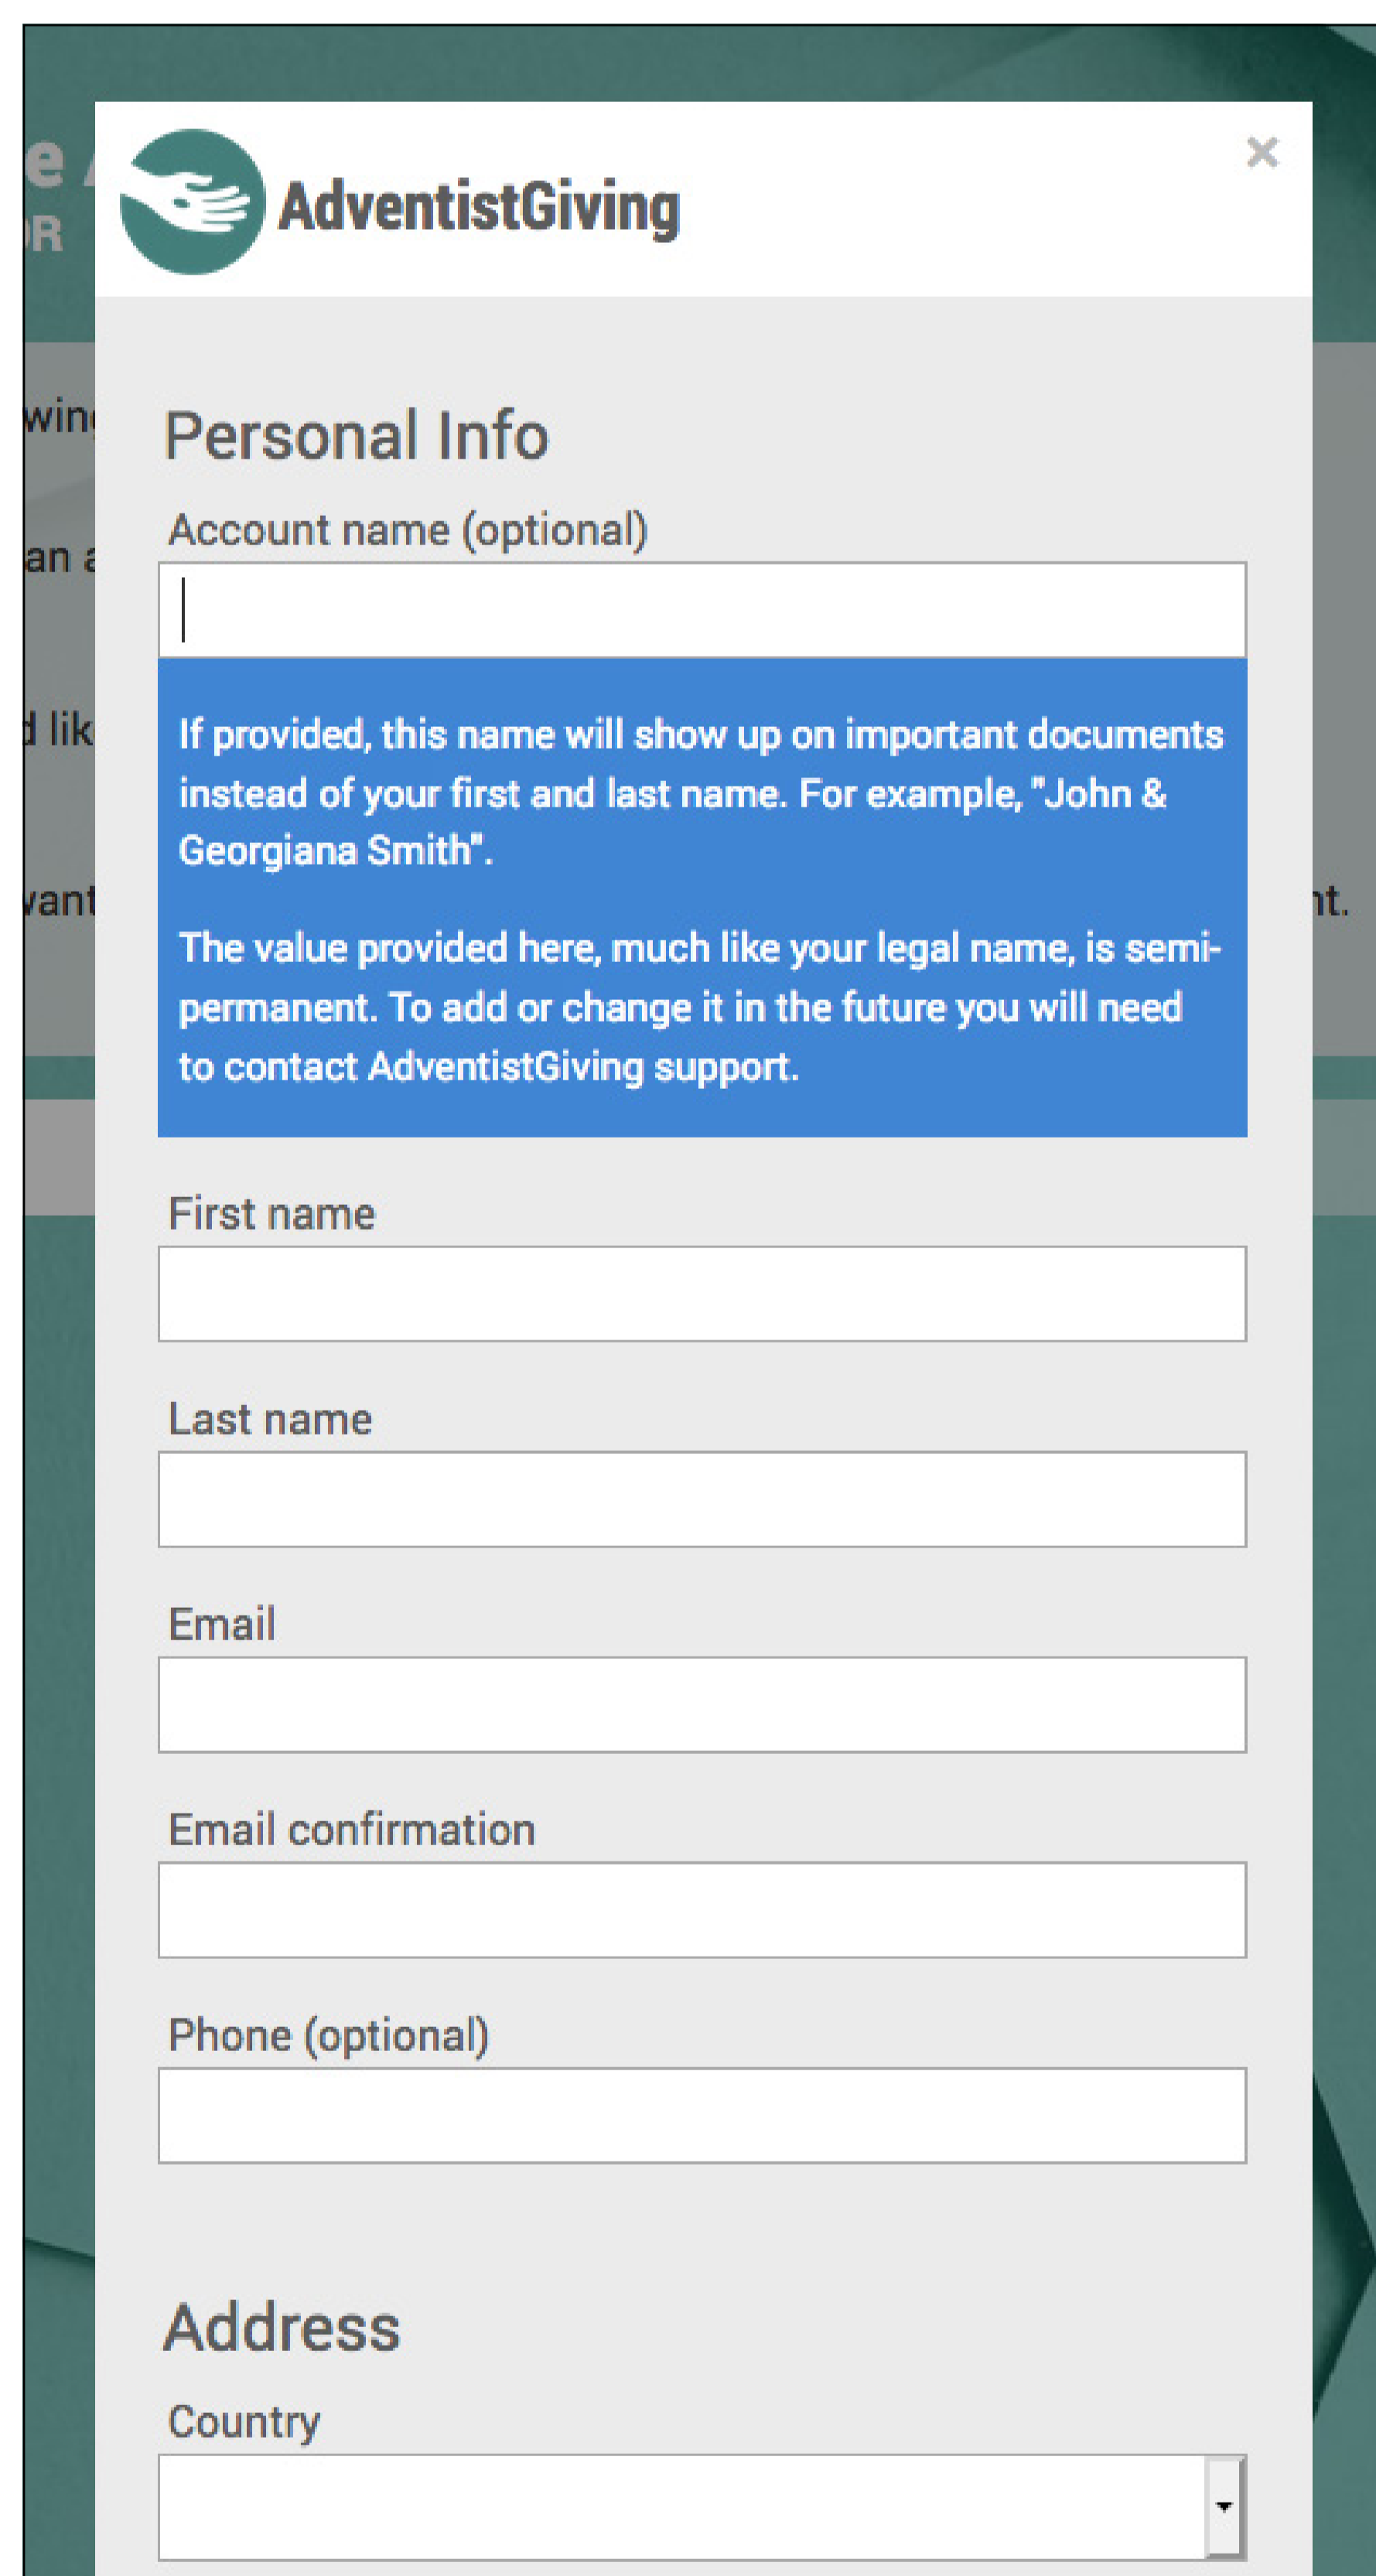 AdventistGiving
×
Personal Info
Account name (optional)
If provided, this name will show up on important documents
instead of your first and last name. For example, "John &
Georgiana Smith".
The value provided here, much like your legal name, is semi-
permanent. To add or change it in the future you will need
to contact AdventistGiving support.
First name
Last name
Email
Email confirmation
Phone (optional)
Address
Country